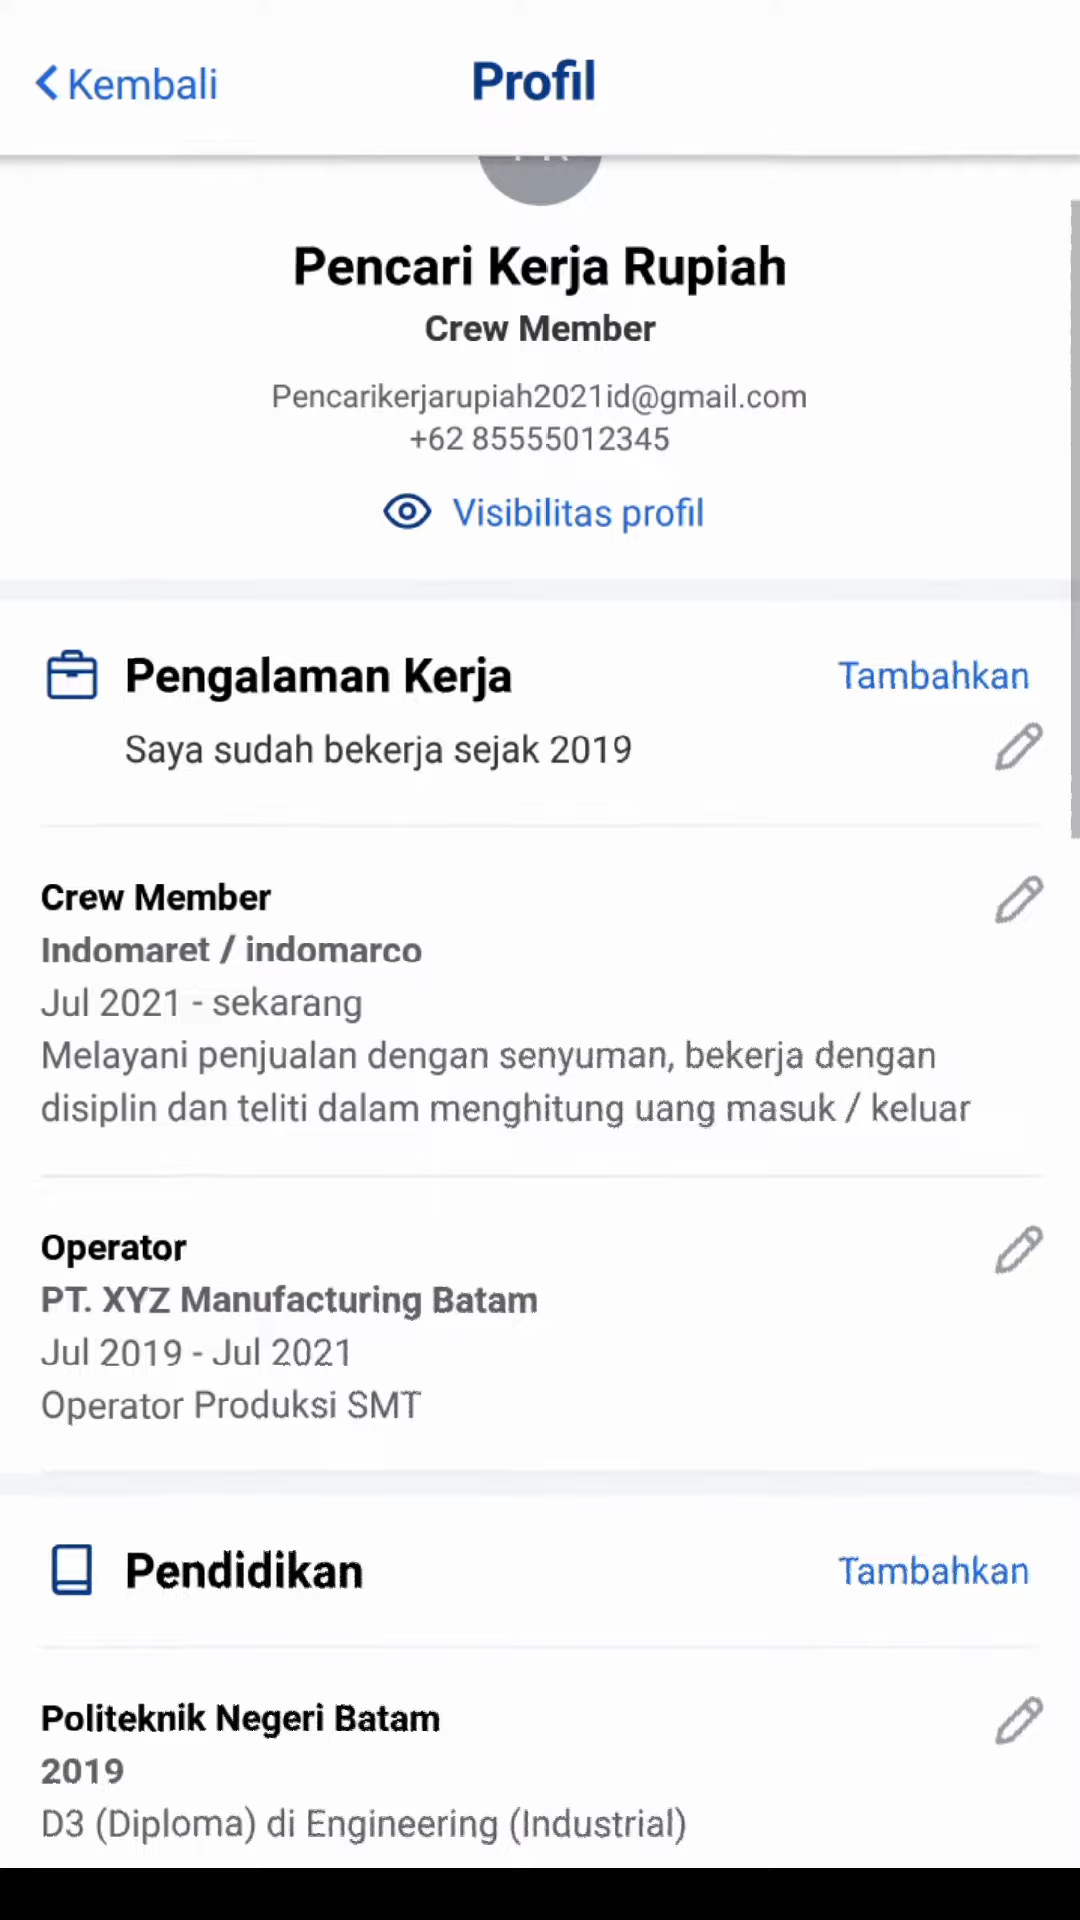 Kembali
Profil
Pencari Kerja Rupiah
Crew Member
Pencarikerjarupiah2021id@gmail.com
+62 85555012345
Visibilitas profil
Pengalaman Kerja
Tambahkan
Saya sudah bekerja sejak 2019
Crew Member
Indomaret / indomarco
Jul 2021 - sekarang
Melayani penjualan dengan senyuman, bekerja dengan
disiplin dan teliti dalam menghitung uang masuk / keluar
Operator
PT. XYZ Manufacturing Batam
Jul 2019 - Jul 2021
Operator Produksi SMT
Pendidikan
Tambahkan
Politeknik Negeri Batam
2019
D3 (Diploma) di Engineering (Industrial)